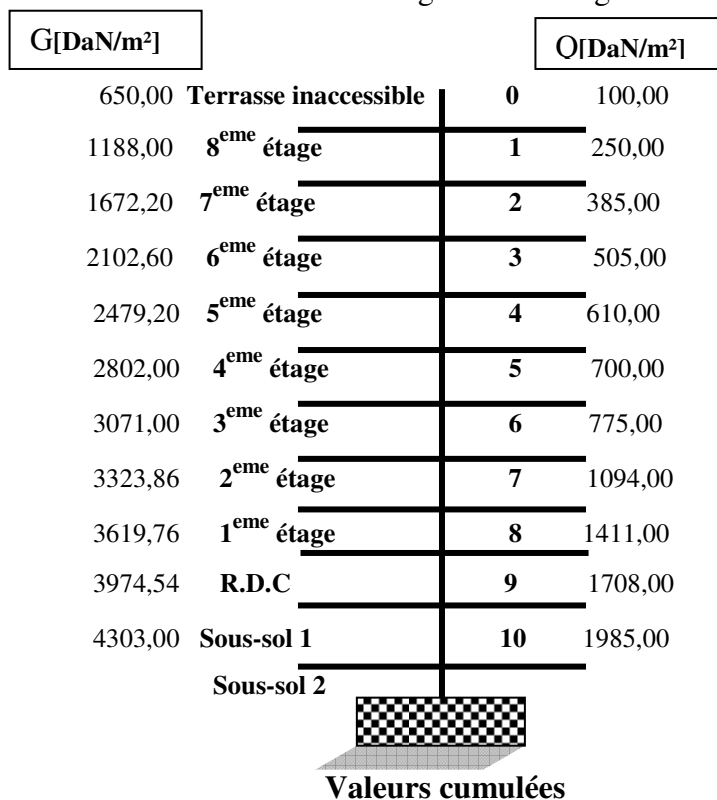 G[DaN/m²]
Q[DaN/m²]
650,00 Terrasse inaccessible 0 100,00
1188,00 8eme étage 1 250,00
1672,20 7eme étage 2 385,00
2102,60 6eme étage 3 505,00
2479,20 5eme étage 4 610,00
2802,00 4eme étage 5 700,00
3071,00 3eme étage 6 775,00
3323,86 2eme étage 7 1094,00
3619,76 1eme étage 8 1411,00
3974,54 R.D.C 9 1708,00
4303,00 Sous-sol 1 10 1985,00
Sous-sol 2
Valeurs cumulées